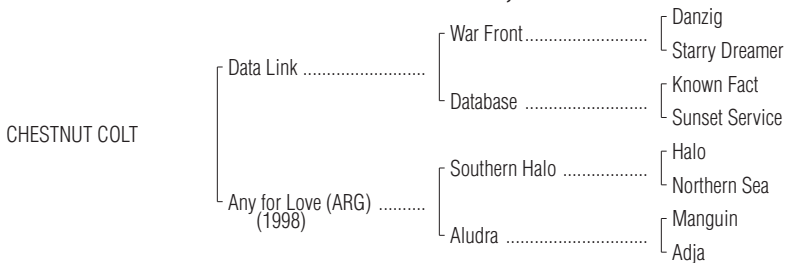 Danzig
War Front..............................
Starry Dreamer
Data Link ..........................
Known Fact
Database ..............................
Sunset Service
CHESTNUT COLT
Halo
Southern Halo .....................
Northern Sea
Any for Love (ARG) ..........
(1998)
Manguin
Aludra ...................................
Adja